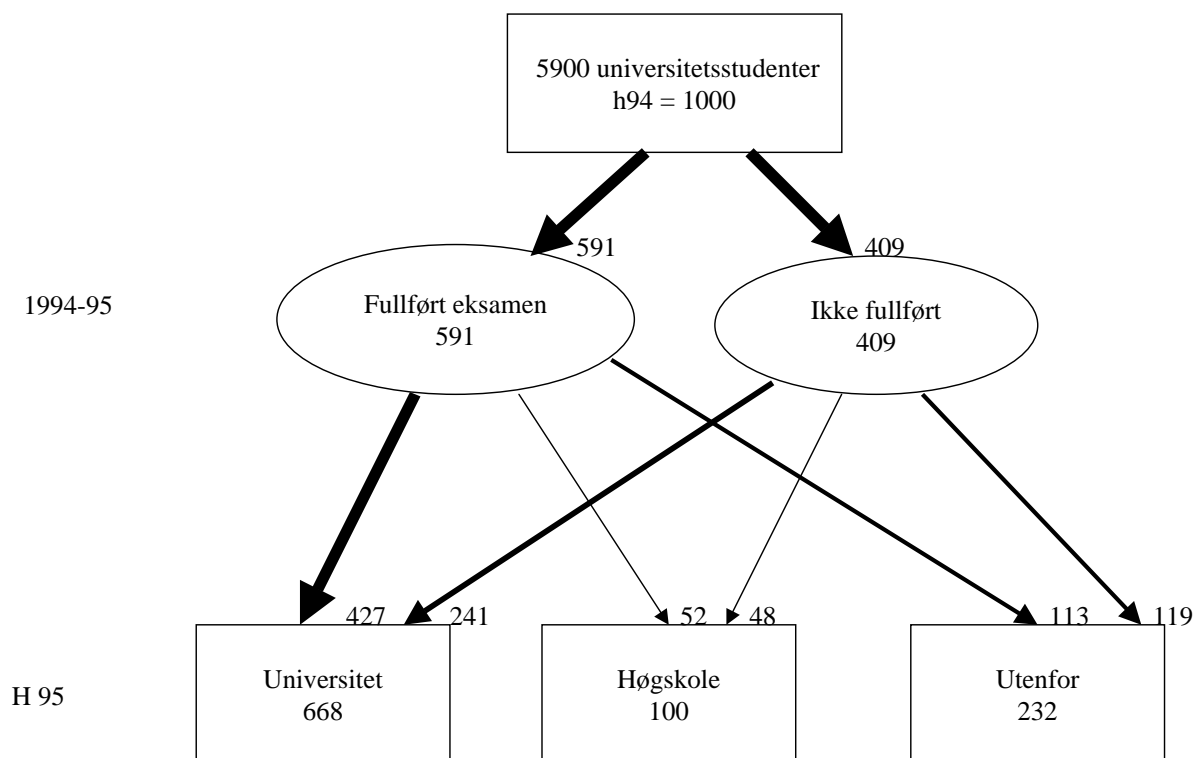 5900 universitetsstudenter
h94 = 1000
591
409
1994-95
Fullført eksamen
591
Ikke fullført
409
427
241
52
48
113
119
H 95
Universitet
668
Høgskole
100
Utenfor
232